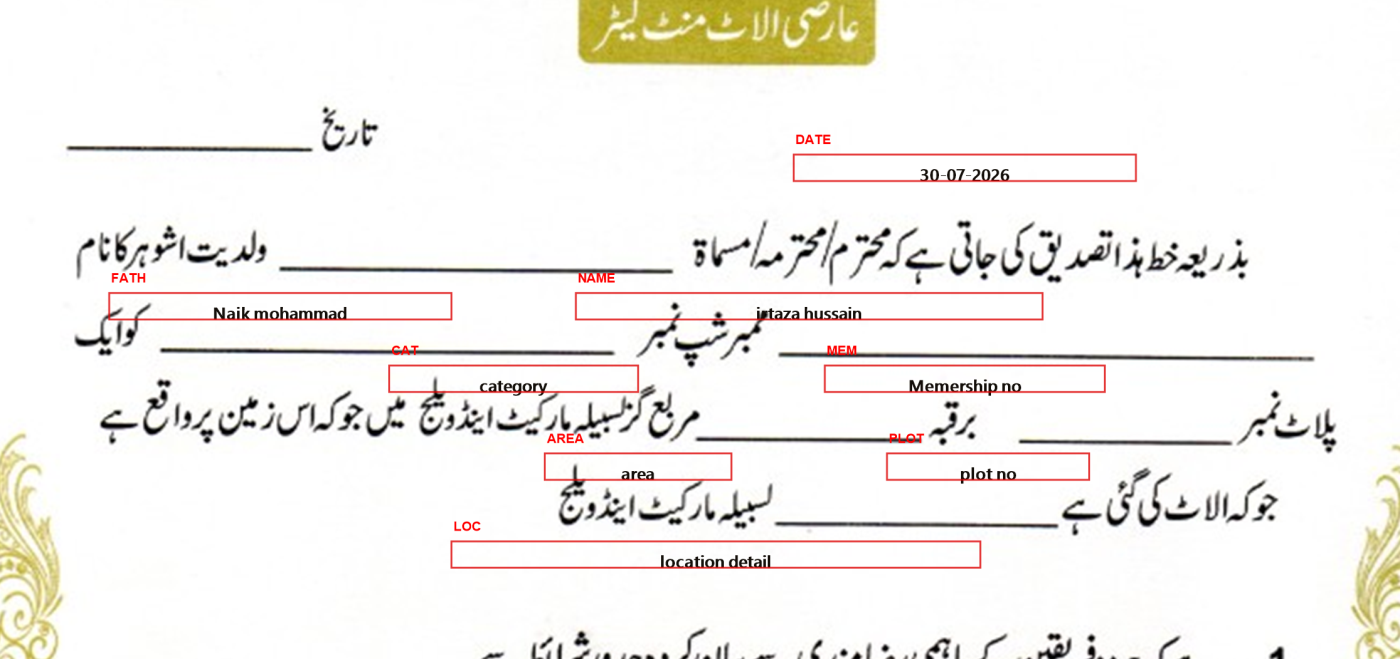 عارضی الاٹ منٹ لیٹر
تاریخ
DATE
30-07-2026
بذریعہ خط ہذا تصدیق کی جاتی ہے کہ محترم/محترمہ/مسماۃ ولدیت اشوہر کا نام
NAME FATH
irtaza hussain Naik mohammad
ممبر شپ نمبر کو ایک
MEM CAT
Memership no category
پلاٹ نمبر برقبہ مربع گز لسبیلہ مارکیٹ اینڈ ویلج میں جو کہ اس زمین پر واقع ہے
PLOT AREA
plot no area
جو کہ الاٹ کی گئی ہے لسبیلہ مارکیٹ اینڈ ویلج
LOC
location detail